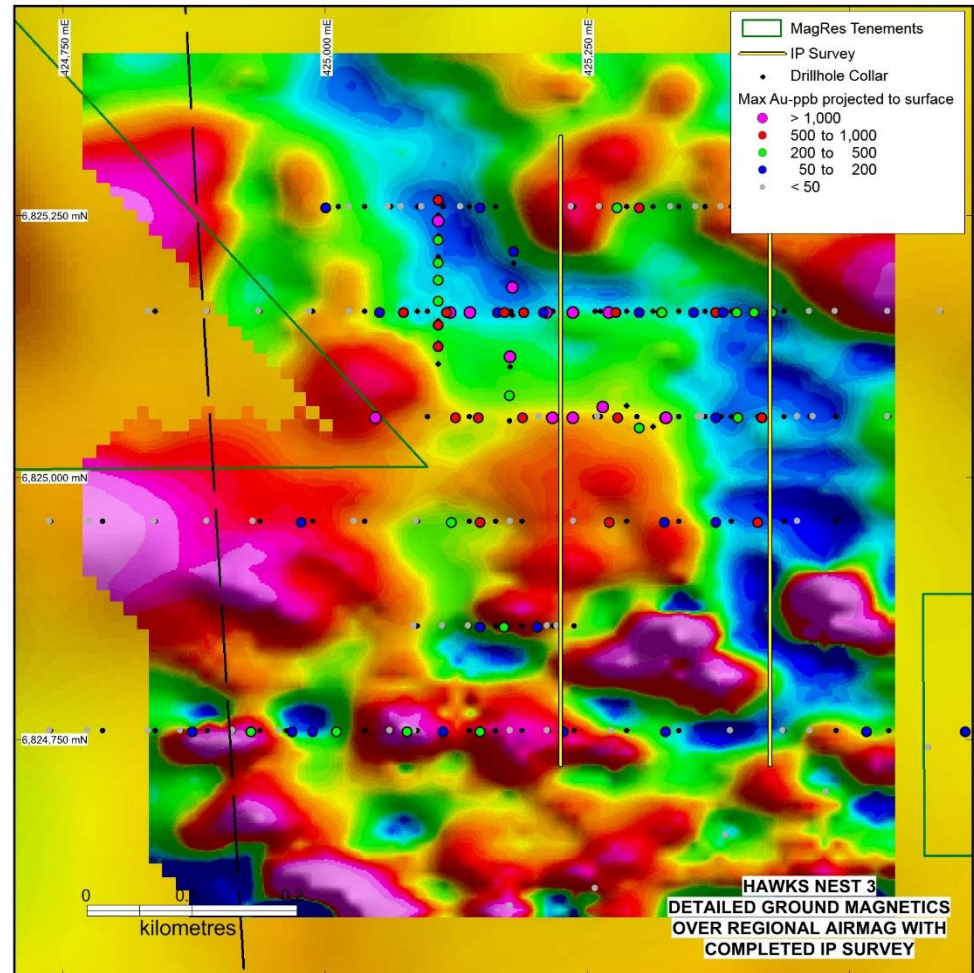 424,750 mE
425,000 mE
425,250 mE
MagRes Tenements
IP Survey
Drillhole Collar
Max Au-ppb projected to surface
> 1,000
500 to 1,000
200 to 500
50 to 200
< 50
6,825,250 mN
6,825,000 mN
6,824,750 mN
0 0. 0.2
kilometres
HAWKS NEST 3
DETAILED GROUND MAGNETICS
OVER REGIONAL AIRMAG WITH
COMPLETED IP SURVEY